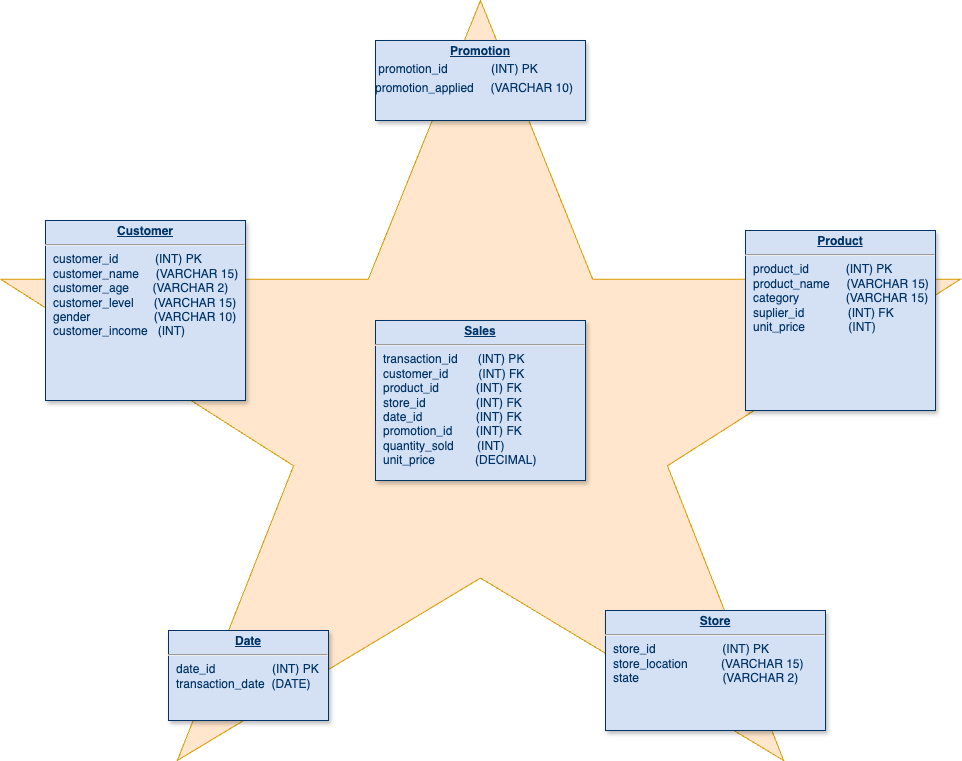 Promotion
promotion_id (INT) PK
promotion_applied (VARCHAR 10)
Customer
customer_id (INT) PK
customer_name (VARCHAR 15)
customer_age (VARCHAR 2)
customer_level (VARCHAR 15)
gender (VARCHAR 10)
customer_income (INT)
Product
product_id (INT) PK
product_name (VARCHAR 15)
category (VARCHAR 15)
suplier_id (INT) FK
unit_price (INT)
Sales
transaction_id (INT) PK
customer_id (INT) FK
product_id (INT) FK
store_id (INT) FK
date_id (INT) FK
promotion_id (INT) FK
quantity_sold (INT)
unit_price (DECIMAL)
Date
date_id (INT) PK
transaction_date (DATE)
Store
store_id (INT) PK
store_location (VARCHAR 15)
state (VARCHAR 2)